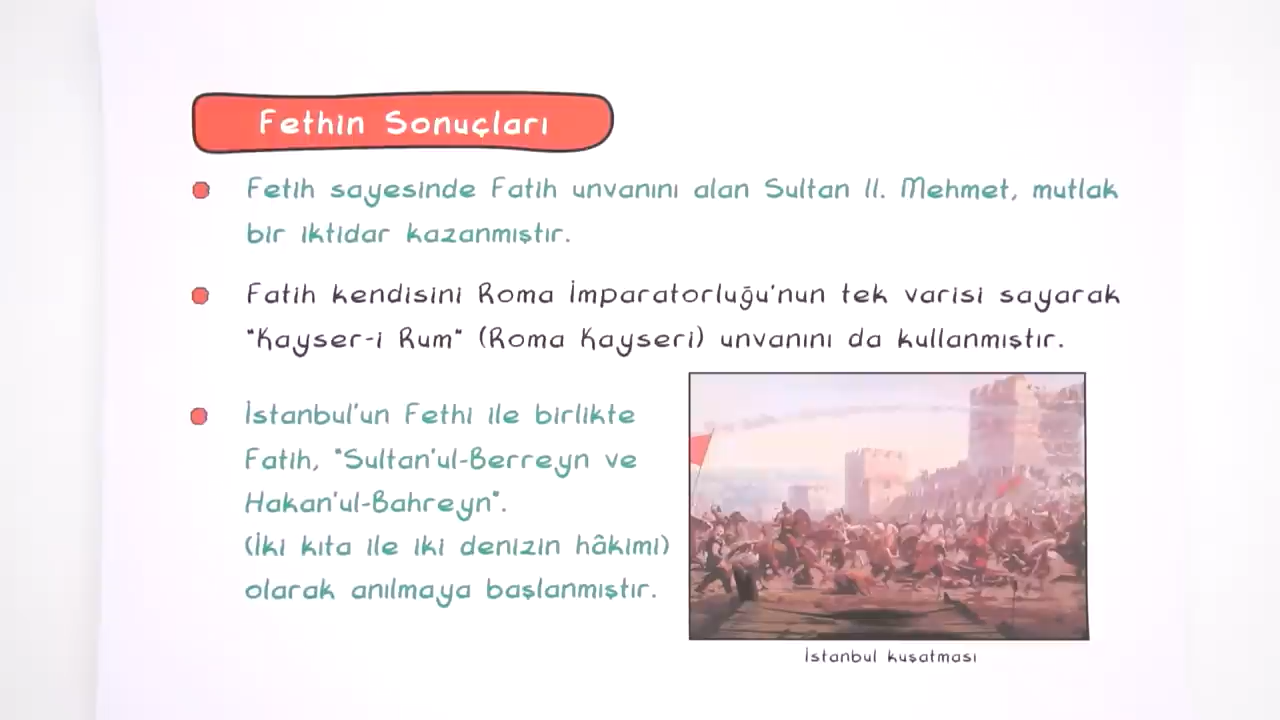 Fethin Sonuçları
Fetih sayesinde Fatih unvanını alan Sultan II. Mehmet, mutlak
bir iktidar kazanmıştır.
Fatih kendisini Roma İmparatorluğu'nun tek varisi sayarak
"Kayser-i Rum" (Roma Kayseri) unvanını da kullanmıştır.
İstanbul'un Fethi ile birlikte
Fatih, "Sultan'ul-Berreyn ve
Hakan'ul-Bahreyn".
(İki kıta ile iki denizin hâkimi)
olarak anılmaya başlanmıştır.
İstanbul kuşatması